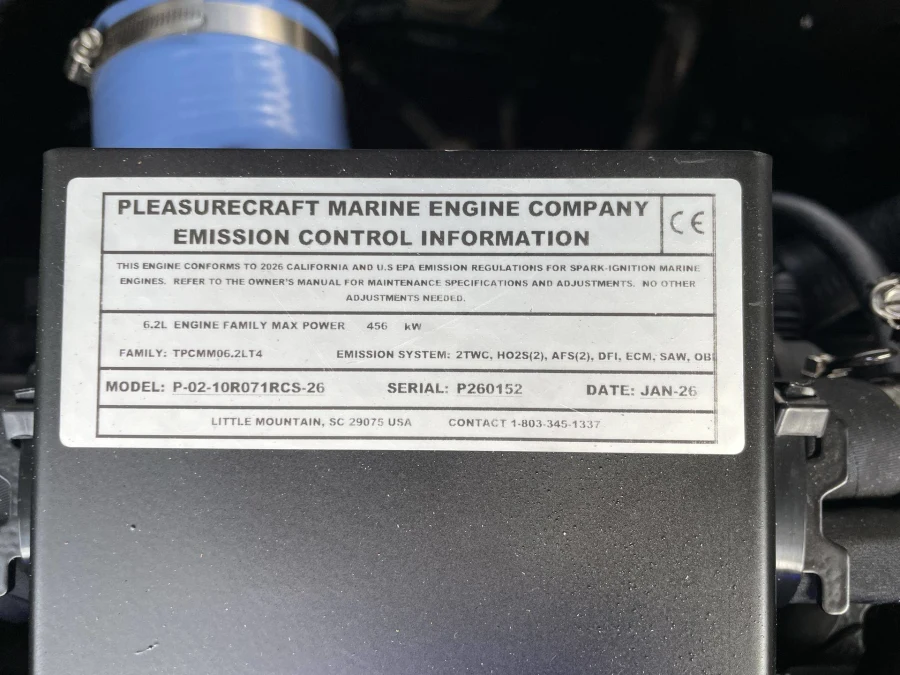 PLEASURECRAFT MARINE ENGINE COMPANY
EMISSION CONTROL INFORMATION
CE
THIS ENGINE CONFORMS TO 2026 CALIFORNIA AND U.S EPA EMISSION REGULATIONS FOR SPARK-IGNITION MARINE
ENGINES. REFER TO THE OWNER'S MANUAL FOR MAINTENANCE SPECIFICATIONS AND ADJUSTMENTS. NO OTHER
ADJUSTMENTS NEEDED.
6.2L ENGINE FAMILY MAX POWER 456 kW
FAMILY: TPCMM06.2LT4 EMISSION SYSTEM: 2TWC, HO2S(2), AFS(2), DFI, ECM, SAW, OB
MODEL: P-02-10R071RCS-26 SERIAL: P260152 DATE: JAN-26
LITTLE MOUNTAIN, SC 29075 USA CONTACT 1-803-345-1337